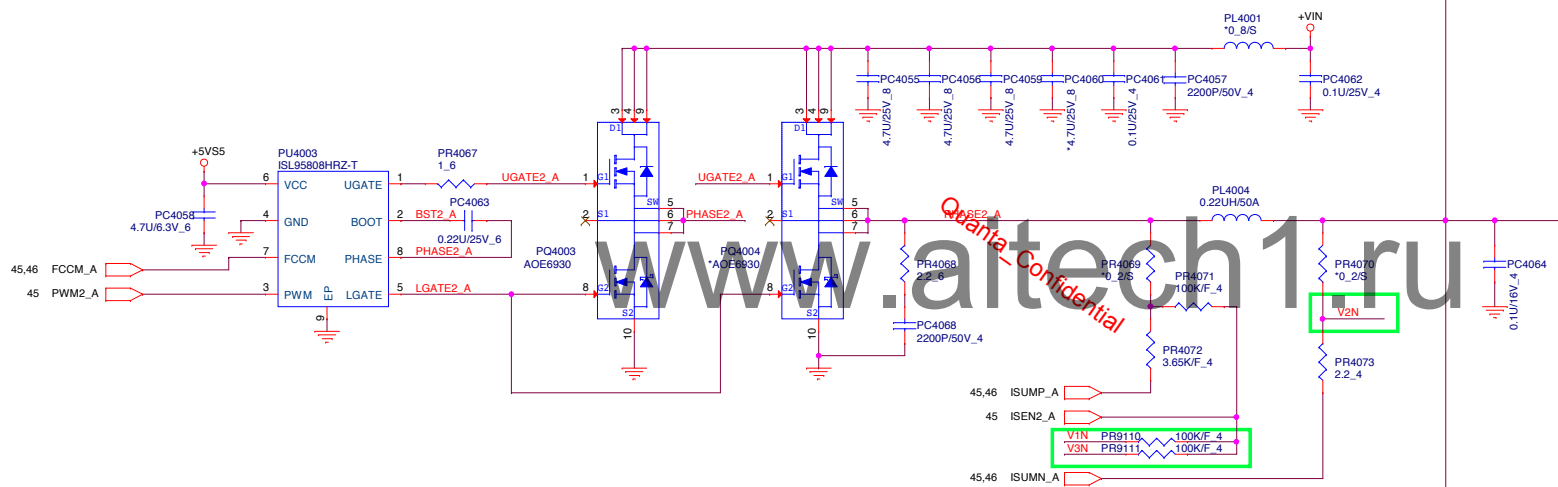 PL4001
*0_8/S
+VIN
PC4055
4.7U/25V_8
PC4056
4.7U/25V_8
PC4059
4.7U/25V_8
PC4060
*4.7U/25V_8
PC4061
0.1U/25V_4
PC4057
2200P/50V_4
PC4062
0.1U/25V_4
3 4 9
D1
3 4 9
D1
+5VS5
PU4003
ISL95808HRZ-T
PR4067
1_6
6 VCC UGATE 1
UGATE2_A 1 G1
UGATE2_A 1 G1
PC4058
4.7U/6.3V_6
4 GND BOOT 2 BST2_A
PC4063
0.22U/25V_6
2 S1 SW 5 6 7 PHASE2_A
2 S1 SW 5 6 7 PHASE2_A
PL4004
0.22UH/50A
7 FCCM PHASE 8 PHASE2_A
45,46 FCCM_A
45 PWM2_A
3 PWM EP LGATE 5 LGATE2_A
9
PQ4003
AOE6930
8 G2
S2
10
PQ4004
*AOE6930
8 G2
S2
10
PR4068
2.2_6
PC4068
2200P/50V_4
PR4069
*0_2/S
PR4071
100K/F_4
PR4070
*0_2/S
PC4064
0.1U/16V_4
V2N
PR4072
3.65K/F_4
PR4073
2.2_4
45,46 ISUMP_A
45 ISEN2_A
V1N PR9110 100K/F_4
V3N PR9111 100K/F_4
45,46 ISUMN_A
Quanta_Confidential
www.aitech1.ru